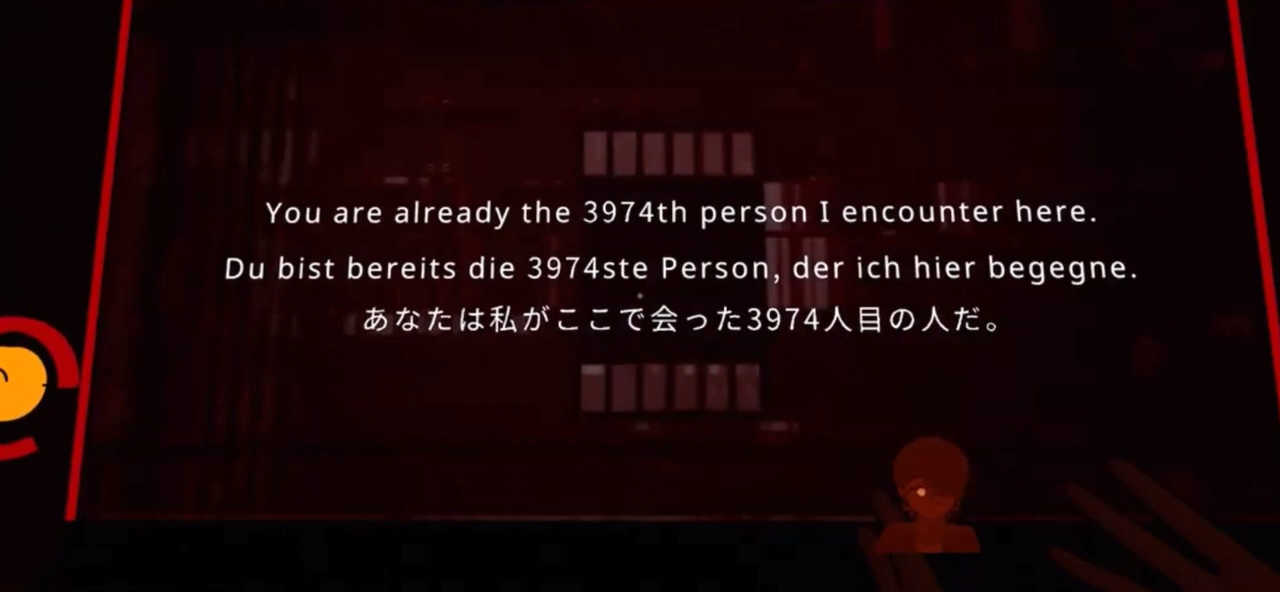 You are already the 3974th person I encounter here.
Du bist bereits die 3974ste Person, der ich hier begegne.
あなたは私がここで会った3974人目の人だ。